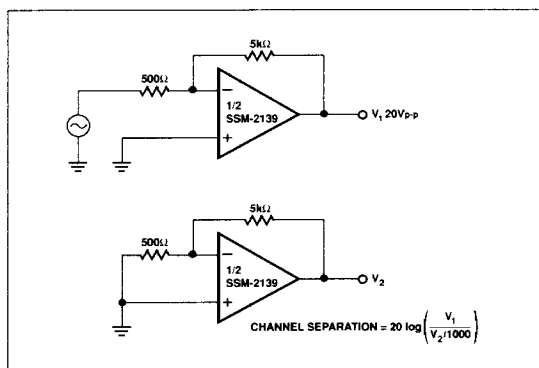 5kΩ
500Ω
−
1/2
SSM-2139
+
V₁ 20Vp-p
5kΩ
500Ω
−
1/2
SSM-2139
+
V₂
CHANNEL SEPARATION = 20 log(V₁ / V₂/1000)